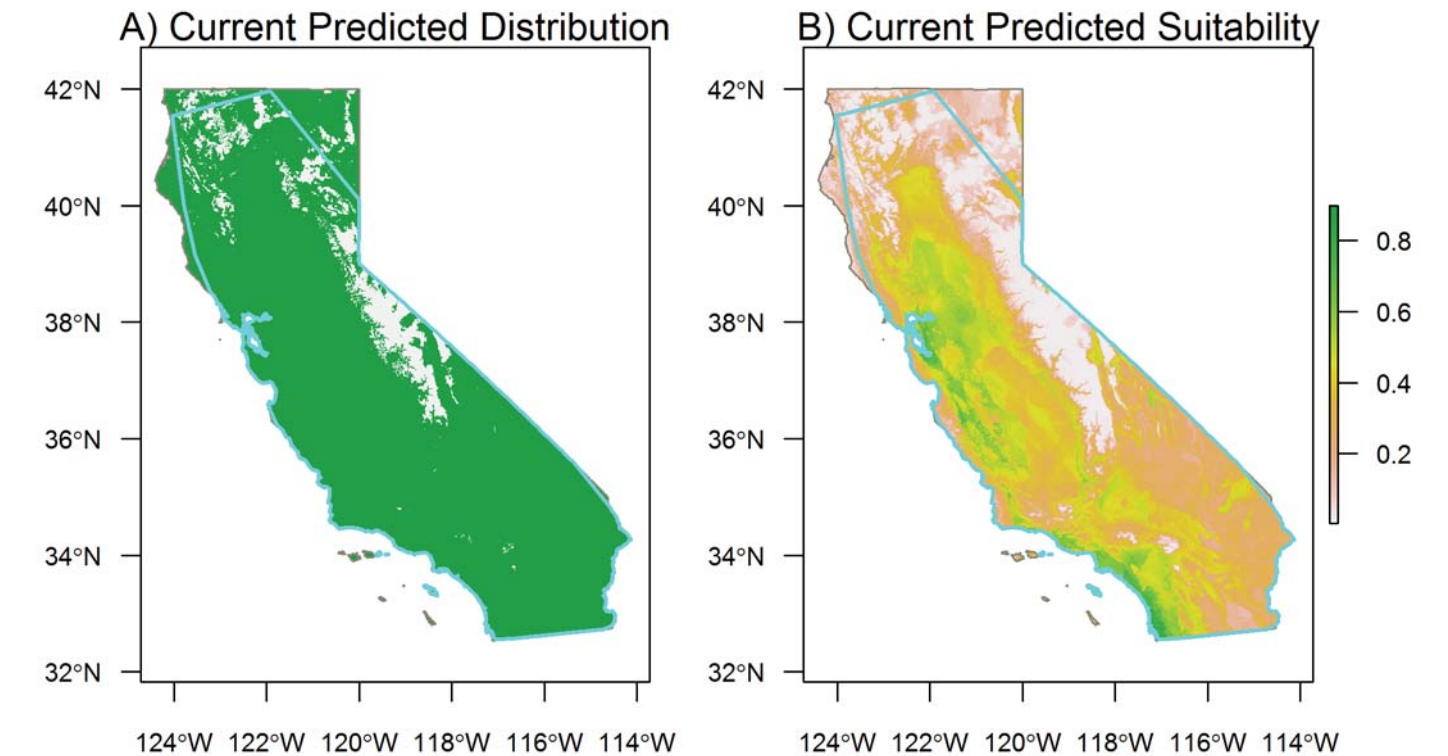 A) Current Predicted Distribution
42°N
40°N
38°N
36°N
34°N
32°N
124°W 122°W 120°W 118°W 116°W 114°W
B) Current Predicted Suitability
42°N
40°N
38°N
36°N
34°N
32°N
124°W 122°W 120°W 118°W 116°W 114°W
0.8
0.6
0.4
0.2